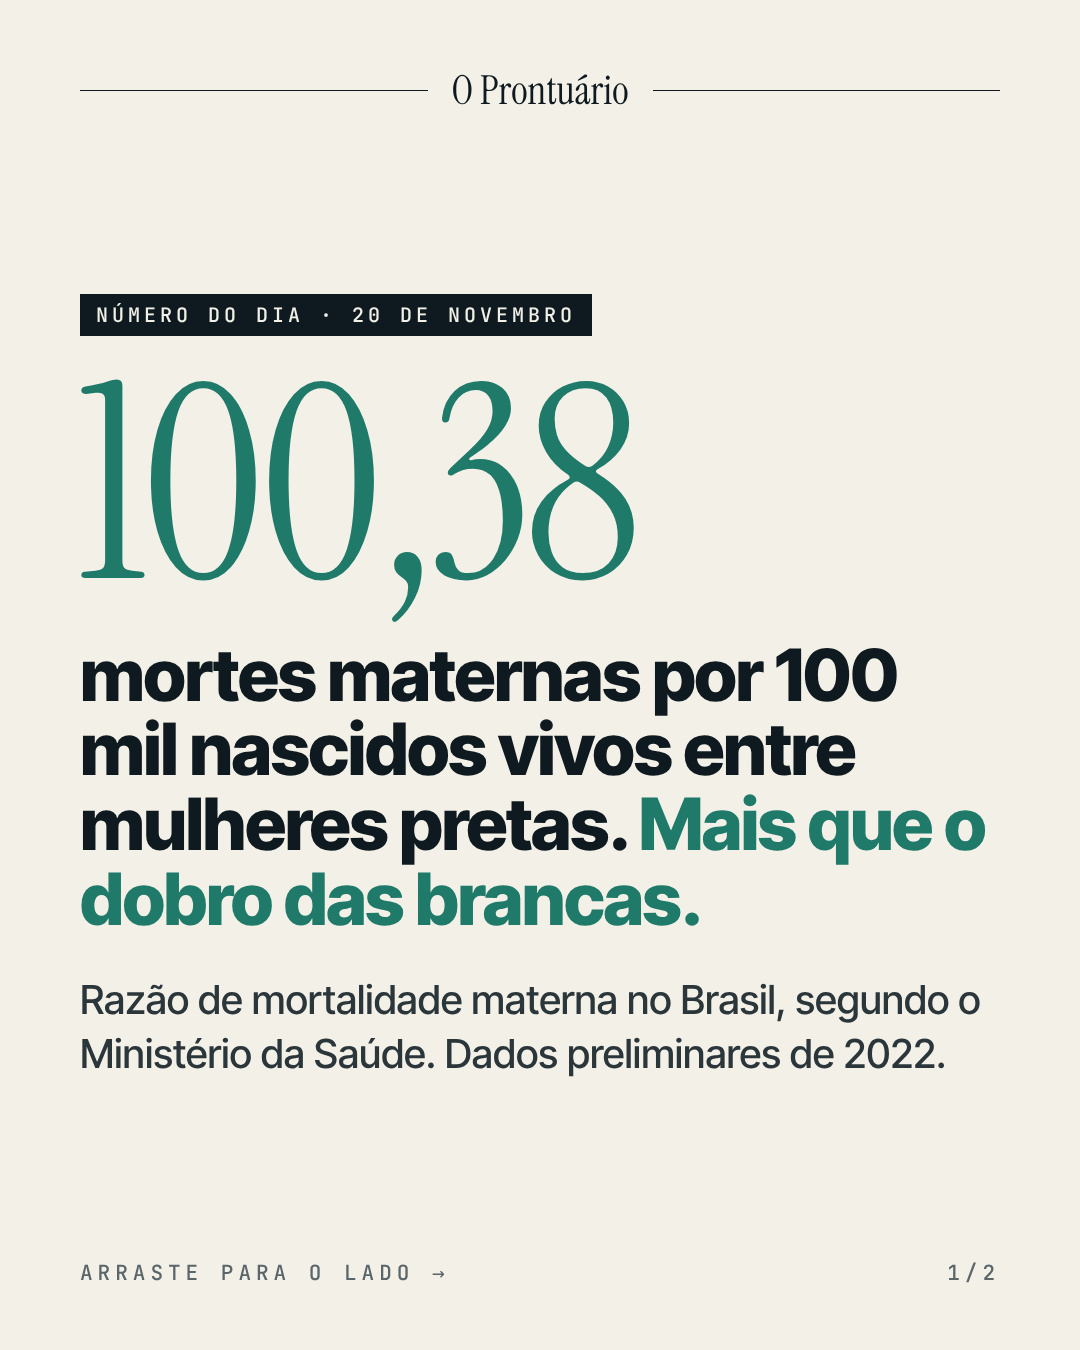 O Prontuário
NÚMERO DO DIA · 20 DE NOVEMBRO
100,38
mortes maternas por 100
mil nascidos vivos entre
mulheres pretas. Mais que o
dobro das brancas.
Razão de mortalidade materna no Brasil, segundo o
Ministério da Saúde. Dados preliminares de 2022.
ARRASTE PARA O LADO →
1/2